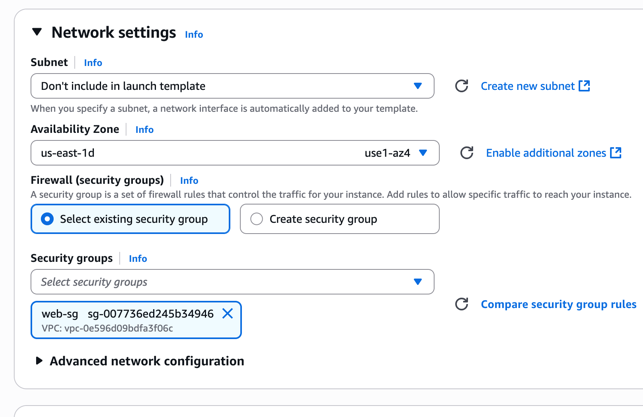 Network settings Info
Subnet Info
Don't include in launch template
Create new subnet
When you specify a subnet, a network interface is automatically added to your template.
Availability Zone Info
us-east-1d use1-az4
Enable additional zones
Firewall (security groups) Info
A security group is a set of firewall rules that control the traffic for your instance. Add rules to allow specific traffic to reach your instance.
Select existing security group
Create security group
Security groups Info
Select security groups
Compare security group rules
web-sg sg-007736ed245b34946
VPC: vpc-0e596d09bdfa3f06c
Advanced network configuration